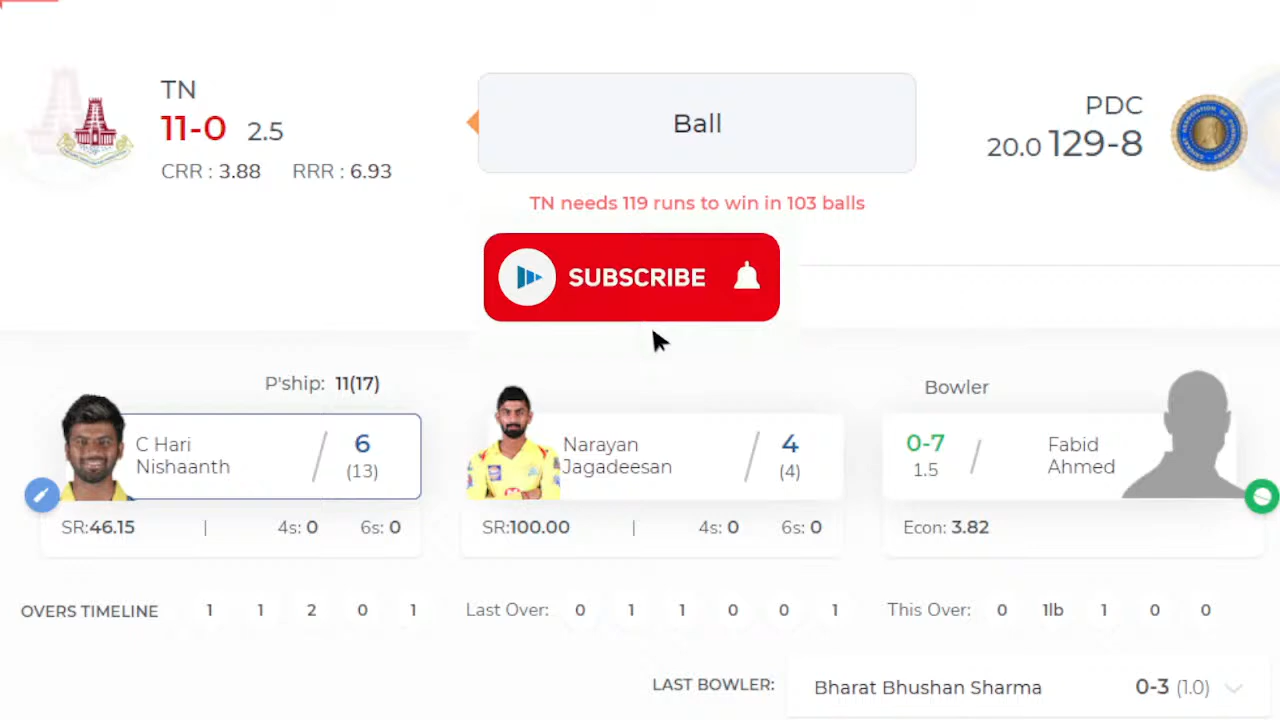 TN
11-0 2.5
CRR : 3.88 RRR : 6.93
Ball
TN needs 119 runs to win in 103 balls
PDC
20.0 129-8
SUBSCRIBE
P'ship: 11(17)
C Hari
Nishaanth
6
(13)
SR:46.15 | 4s: 0 6s: 0
Narayan
Jagadeesan
4
(4)
SR:100.00 | 4s: 0 6s: 0
Bowler
0-7
1.5
Fabid
Ahmed
Econ: 3.82
OVERS TIMELINE 1 1 2 0 1 Last Over: 0 1 1 0 0 1 This Over: 0 1lb 1 0 0
LAST BOWLER: Bharat Bhushan Sharma 0-3 (1.0)